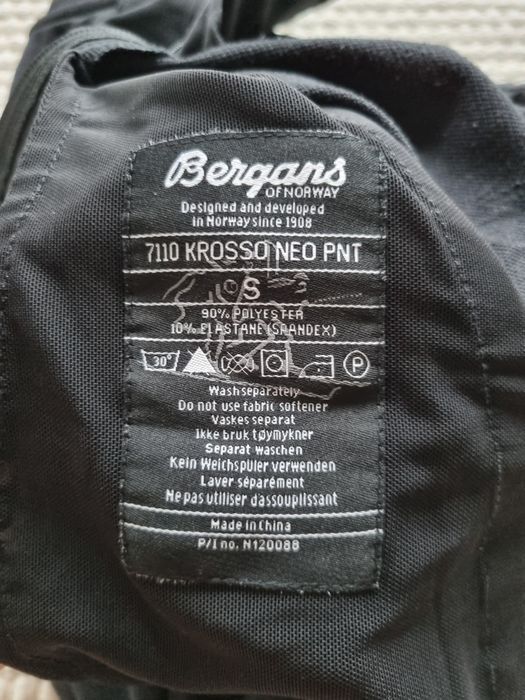 Bergans
OF NORWAY
Designed and developed
in Norway since 1908
7110 KROSSO NEO PNT
S
90% POLYESTER
10% ELASTANE (SPANDEX)
30° P
Wash separately
Do not use fabric softener
Vaskes separat
Ikke bruk tøymykner
Separat waschen
Kein Weichspüler verwenden
Laver séparément
Ne pas utiliser dassouplissant
Made in China
P/I no. N120088